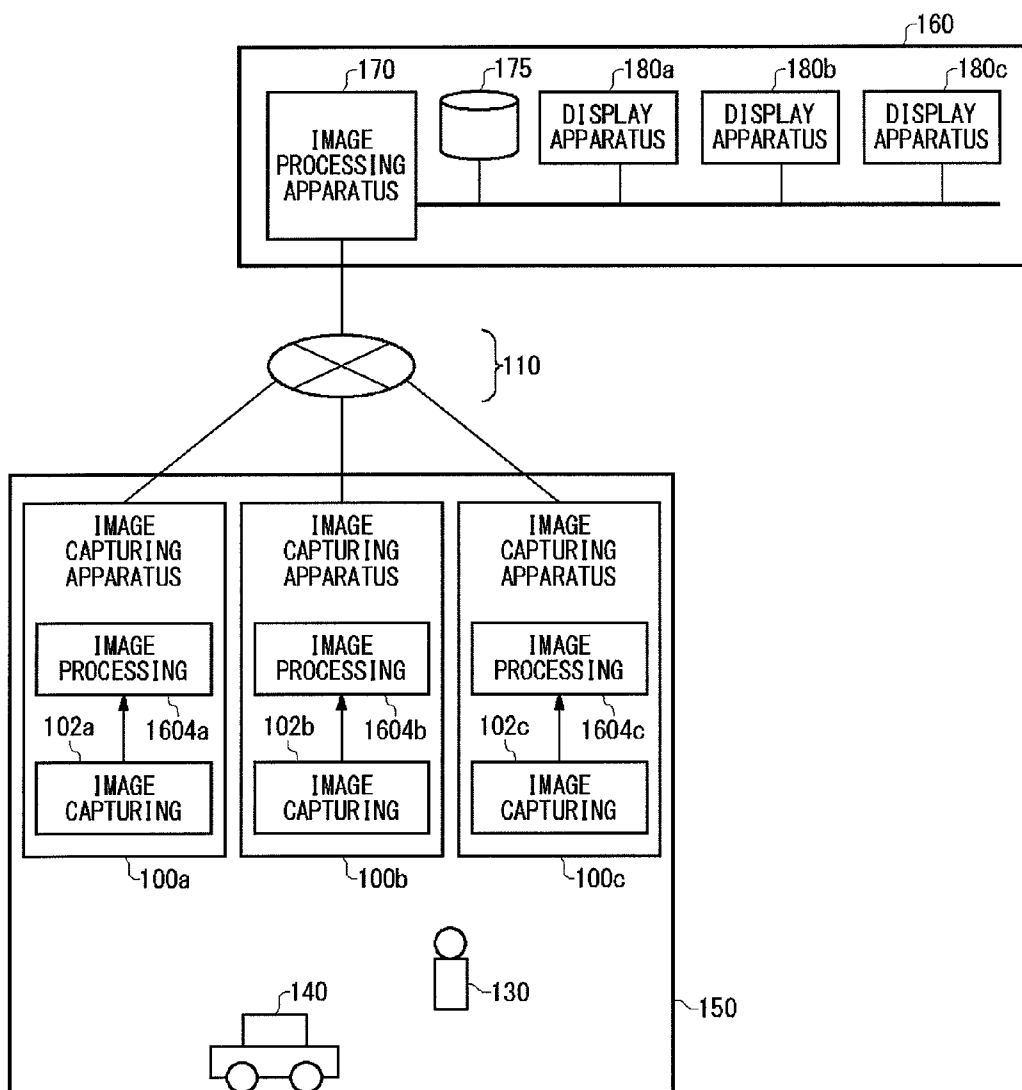 160
170
175
180a
180b
180c
IMAGE
PROCESSING
APPARATUS
DISPLAY
APPARATUS
DISPLAY
APPARATUS
DISPLAY
APPARATUS
110
IMAGE
CAPTURING
APPARATUS
IMAGE
PROCESSING
102a
1604a
IMAGE
CAPTURING
100a
IMAGE
CAPTURING
APPARATUS
IMAGE
PROCESSING
102b
1604b
IMAGE
CAPTURING
100b
IMAGE
CAPTURING
APPARATUS
IMAGE
PROCESSING
102c
1604c
IMAGE
CAPTURING
100c
130
140
150